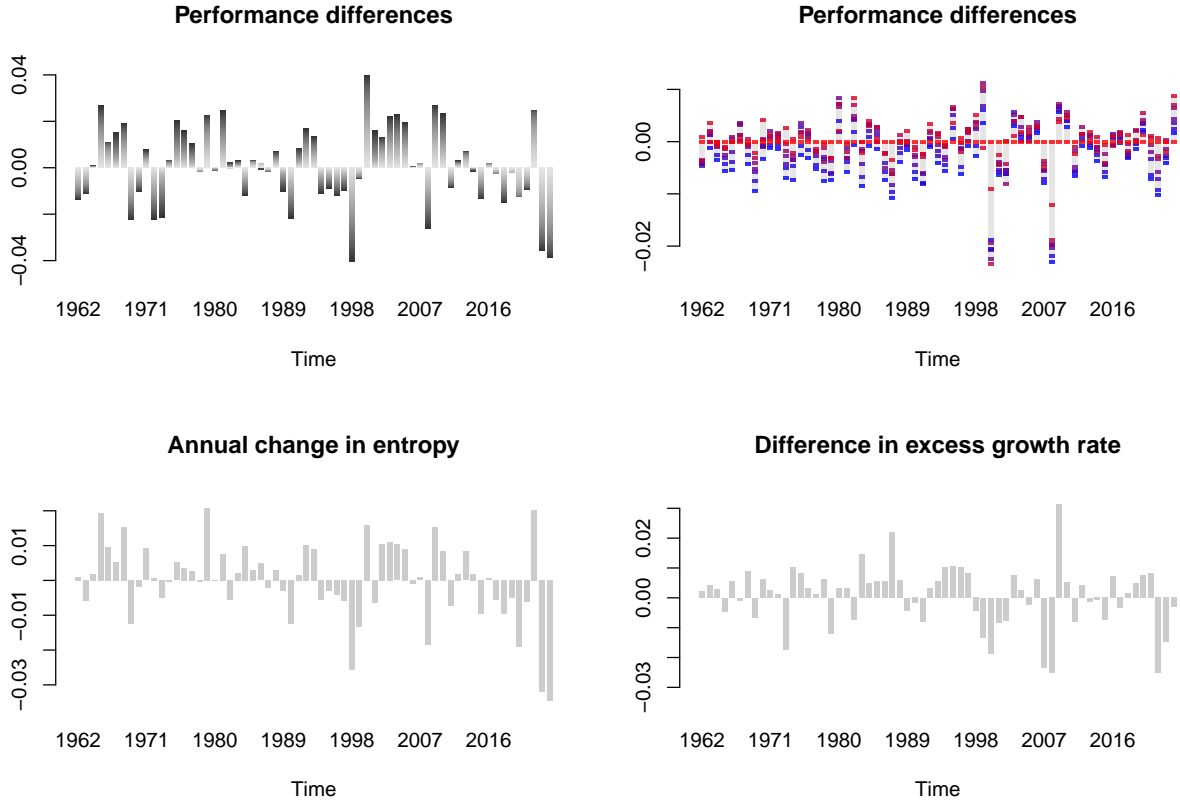 Performance differences
0.04
0.00
−0.04
1962 1971 1980 1989 1998 2007 2016
Time
Performance differences
0.00
−0.02
1962 1971 1980 1989 1998 2007 2016
Time
Annual change in entropy
0.01
−0.01
−0.03
1962 1971 1980 1989 1998 2007 2016
Time
Difference in excess growth rate
0.02
0.00
−0.03
1962 1971 1980 1989 1998 2007 2016
Time